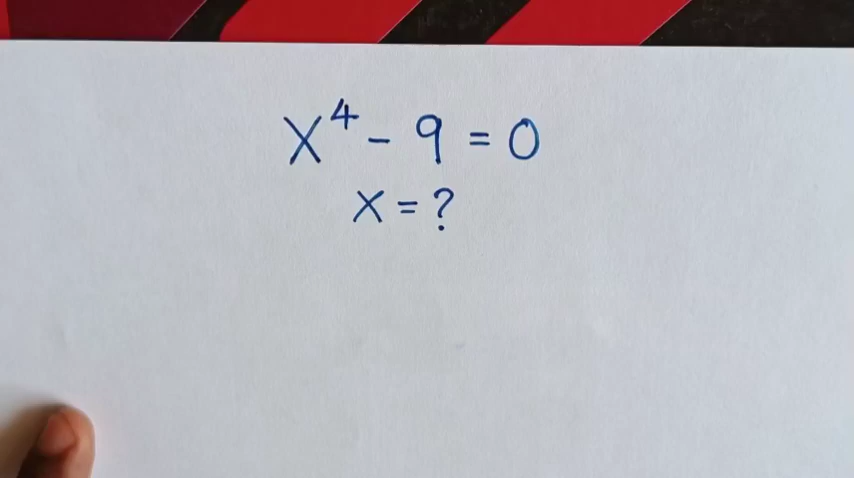 x⁴ - 9 = 0
x = ?